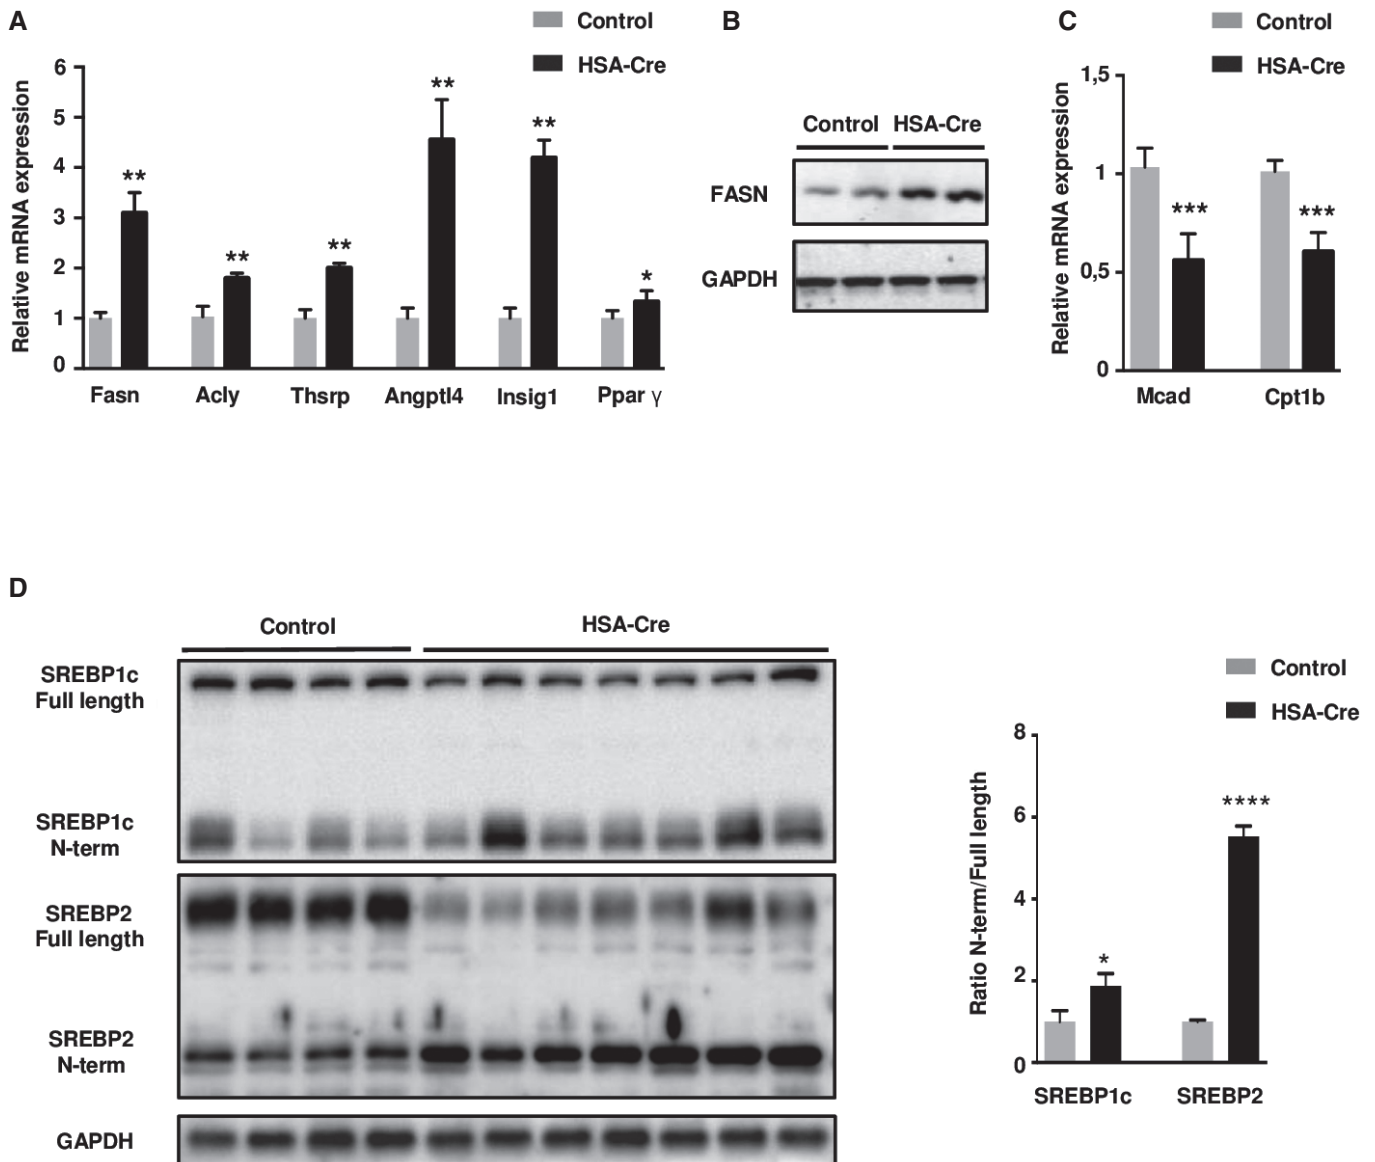 A
Control
HSA-Cre
Relative mRNA expression
6
5
4
3
2
1
0
**
**
**
**
**
*
Fasn
Acly
Thsrp
Angptl4
Insig1
Ppar γ
B
Control
HSA-Cre
FASN
GAPDH
C
Control
HSA-Cre
Relative mRNA expression
1,5
1
0,5
0
***
***
Mcad
Cpt1b
D
Control
HSA-Cre
SREBP1c
Full length
SREBP1c
N-term
SREBP2
Full length
SREBP2
N-term
GAPDH
Control
HSA-Cre
Ratio N-term/Full length
8
6
4
2
0
*
****
SREBP1c
SREBP2